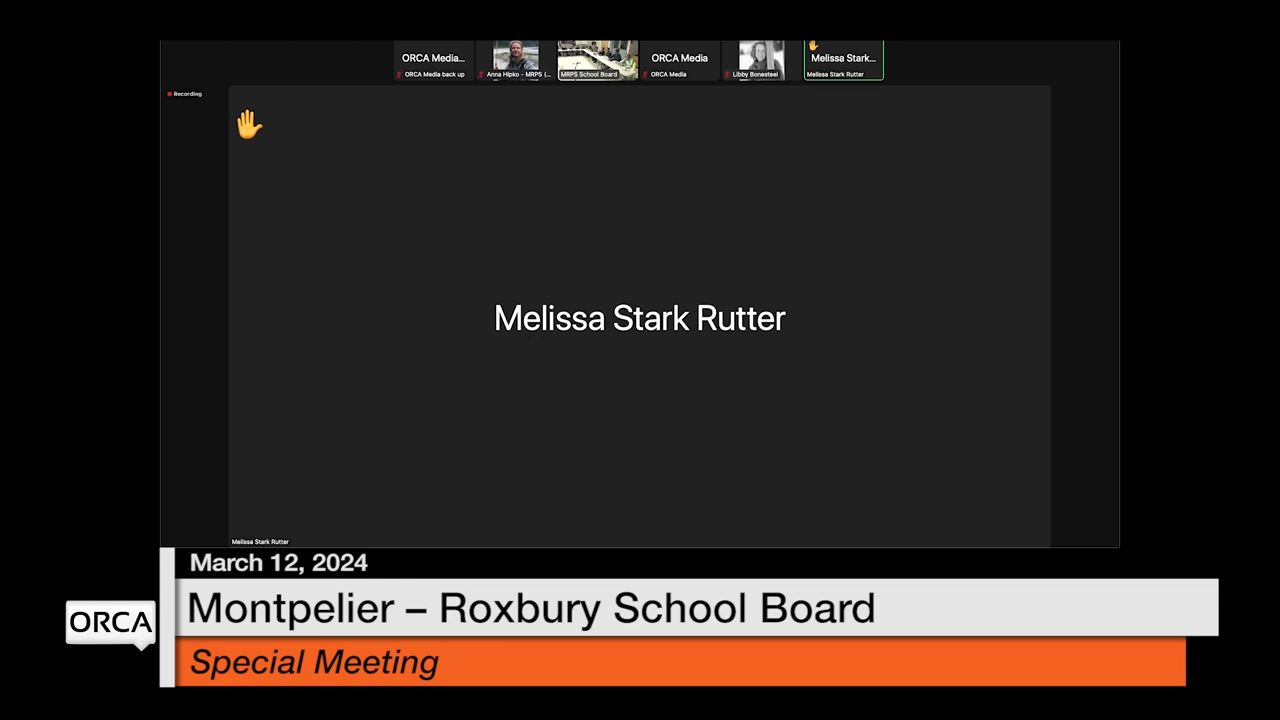 ORCA Media...
ORCA Media back up
Anna Hipko - MRPS (...
MRPS School Board
ORCA Media
ORCA Media
Libby Bonesteel
Melissa Stark...
Melissa Stark Rutter
Recording
Melissa Stark Rutter
Melissa Stark Rutter
March 12, 2024
Montpelier – Roxbury School Board
ORCA
Special Meeting